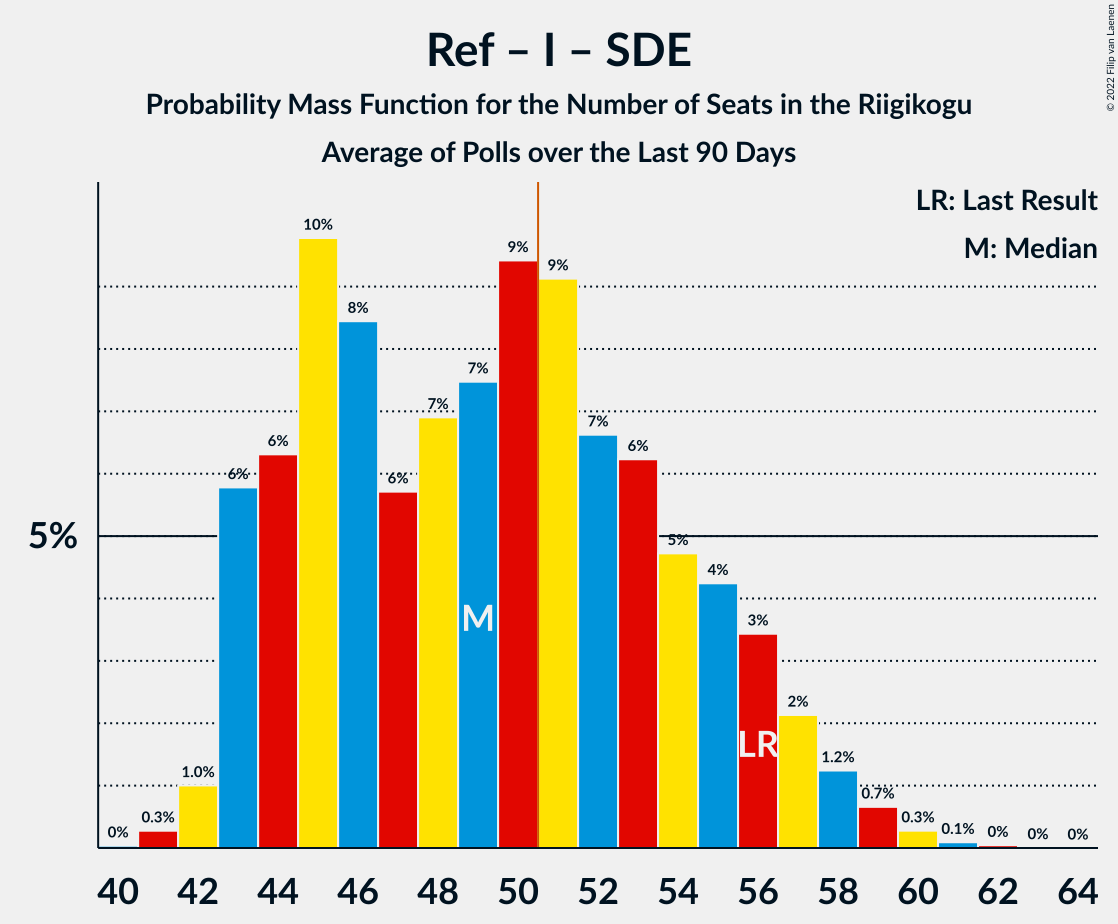 Ref – I – SDE
Probability Mass Function for the Number of Seats in the Riigikogu
Average of Polls over the Last 90 Days
© 2022 Filip van Laenen
LR: Last Result
M: Median
5%
0%
0.3%
1.0%
6%
6%
10%
8%
6%
7%
7%
9%
9%
7%
6%
5%
4%
3%
2%
1.2%
0.7%
0.3%
0.1%
0%
0%
0%
M
LR
40 42 44 46 48 50 52 54 56 58 60 62 64